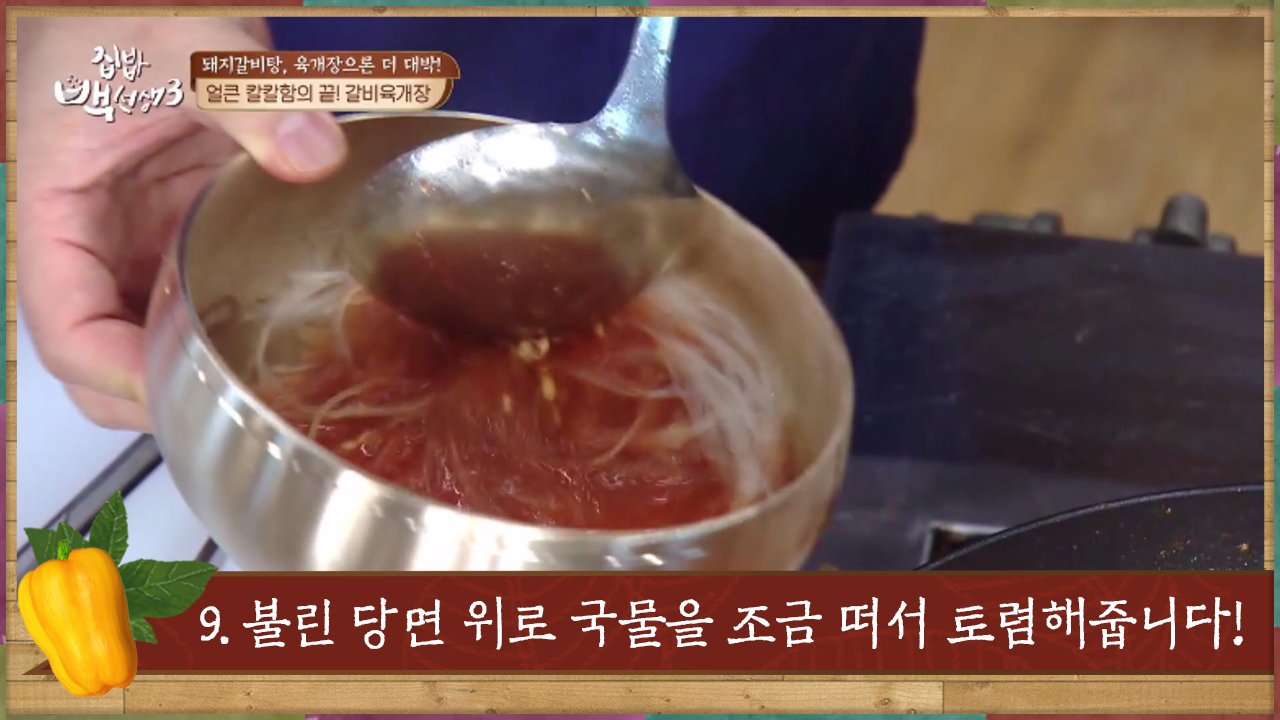 집밥
백선생3
돼지갈비탕, 육개장으론 더 대박!
얼큰 칼칼함의 끝! 갈비육개장
9. 불린 당면 위로 국물을 조금 떠서 토렴해줍니다!